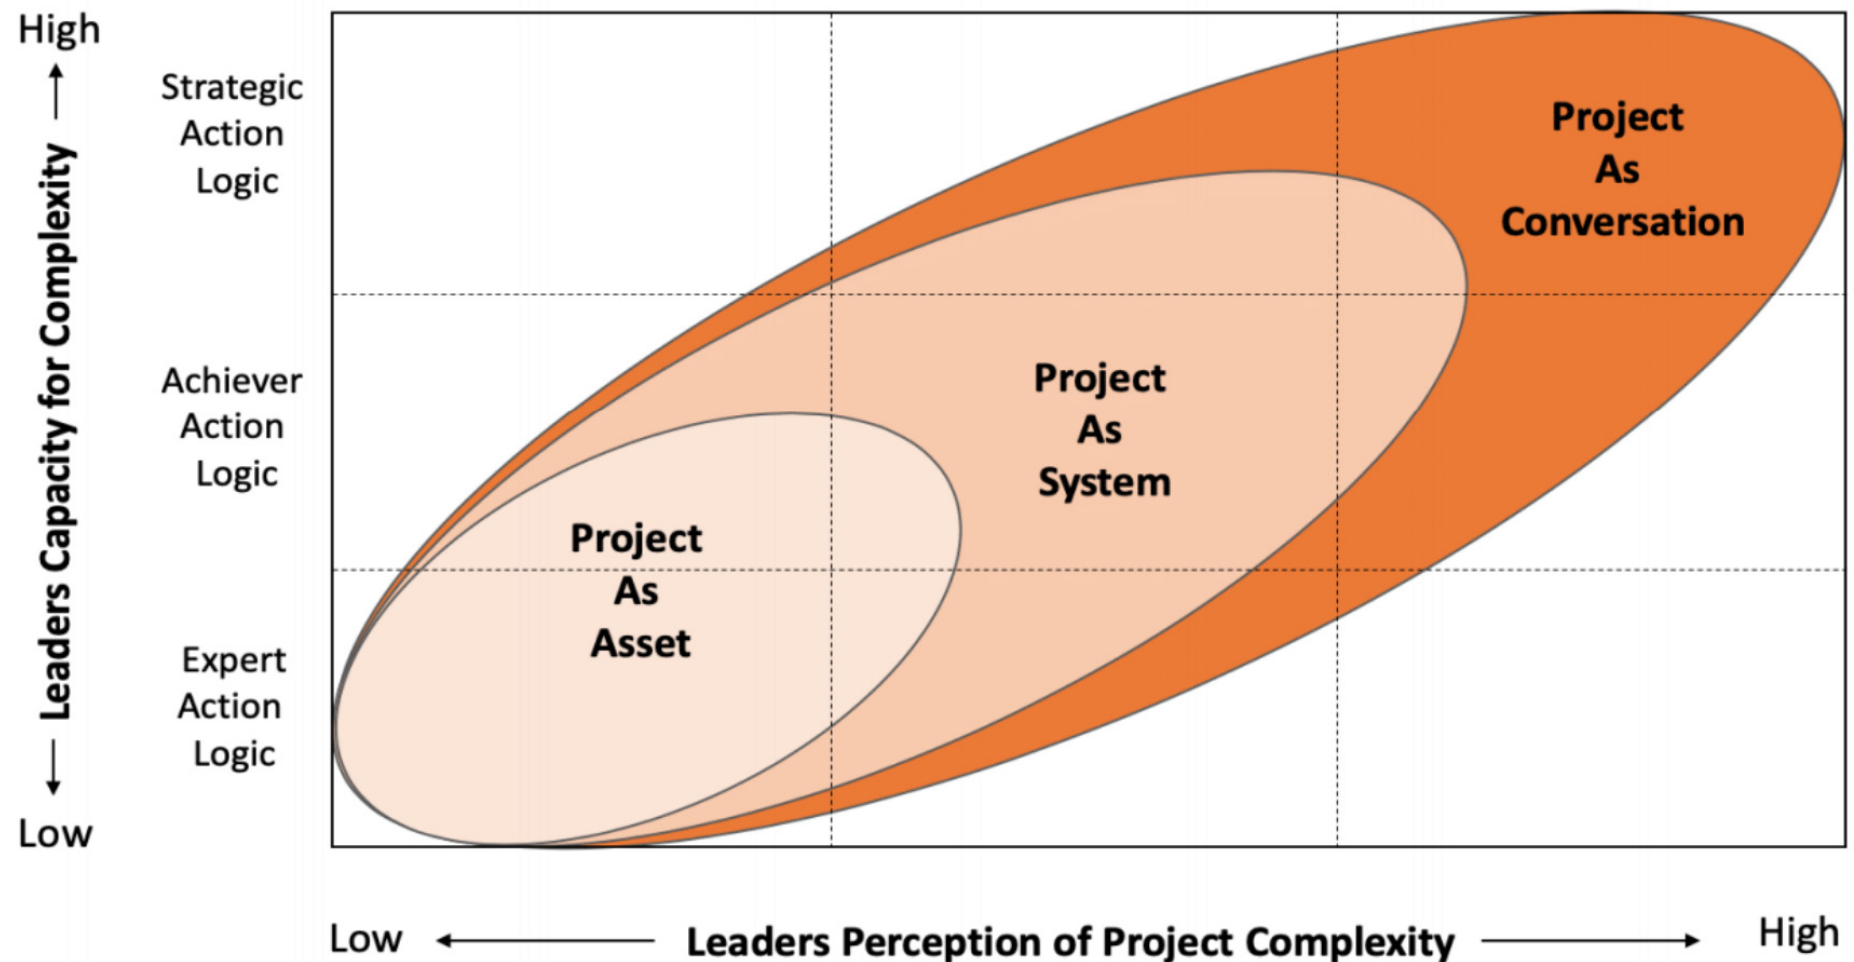 High
Strategic
Action
Logic
Project
As
Conversation
Leaders Capacity for Complexity
Achiever
Action
Logic
Project
As
System
Project
As
Asset
Expert
Action
Logic
Low
Low
Leaders Perception of Project Complexity
High